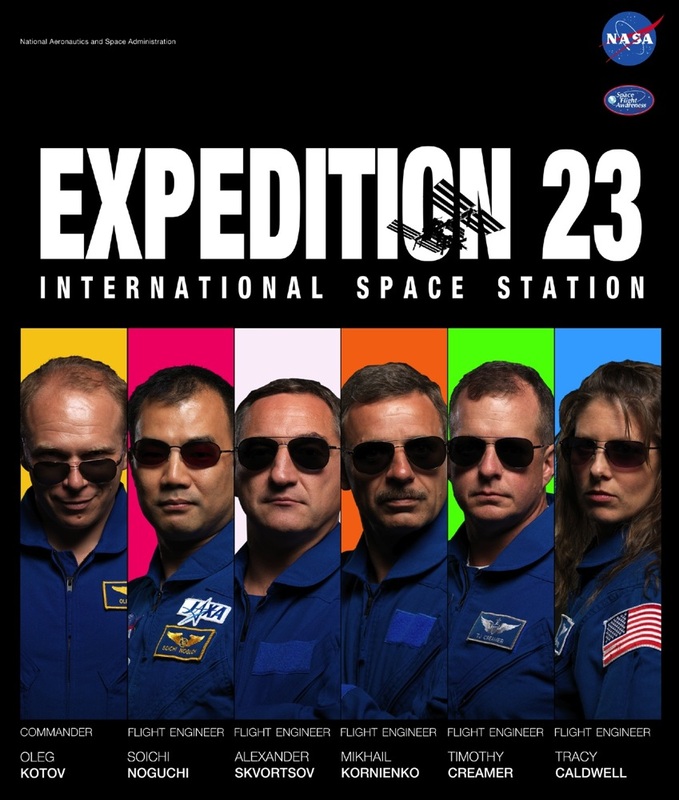 National Aeronautics and Space Administration
NASA
Space
Flight
Awareness
EXPEDITION 23
INTERNATIONAL SPACE STATION
JAXA
SOICHI NOGUCHI
TJ CREAMER
COMMANDER
OLEG
KOTOV
FLIGHT ENGINEER
SOICHI
NOGUCHI
FLIGHT ENGINEER
ALEXANDER
SKVORTSOV
FLIGHT ENGINEER
MIKHAIL
KORNIENKO
FLIGHT ENGINEER
TIMOTHY
CREAMER
FLIGHT ENGINEER
TRACY
CALDWELL